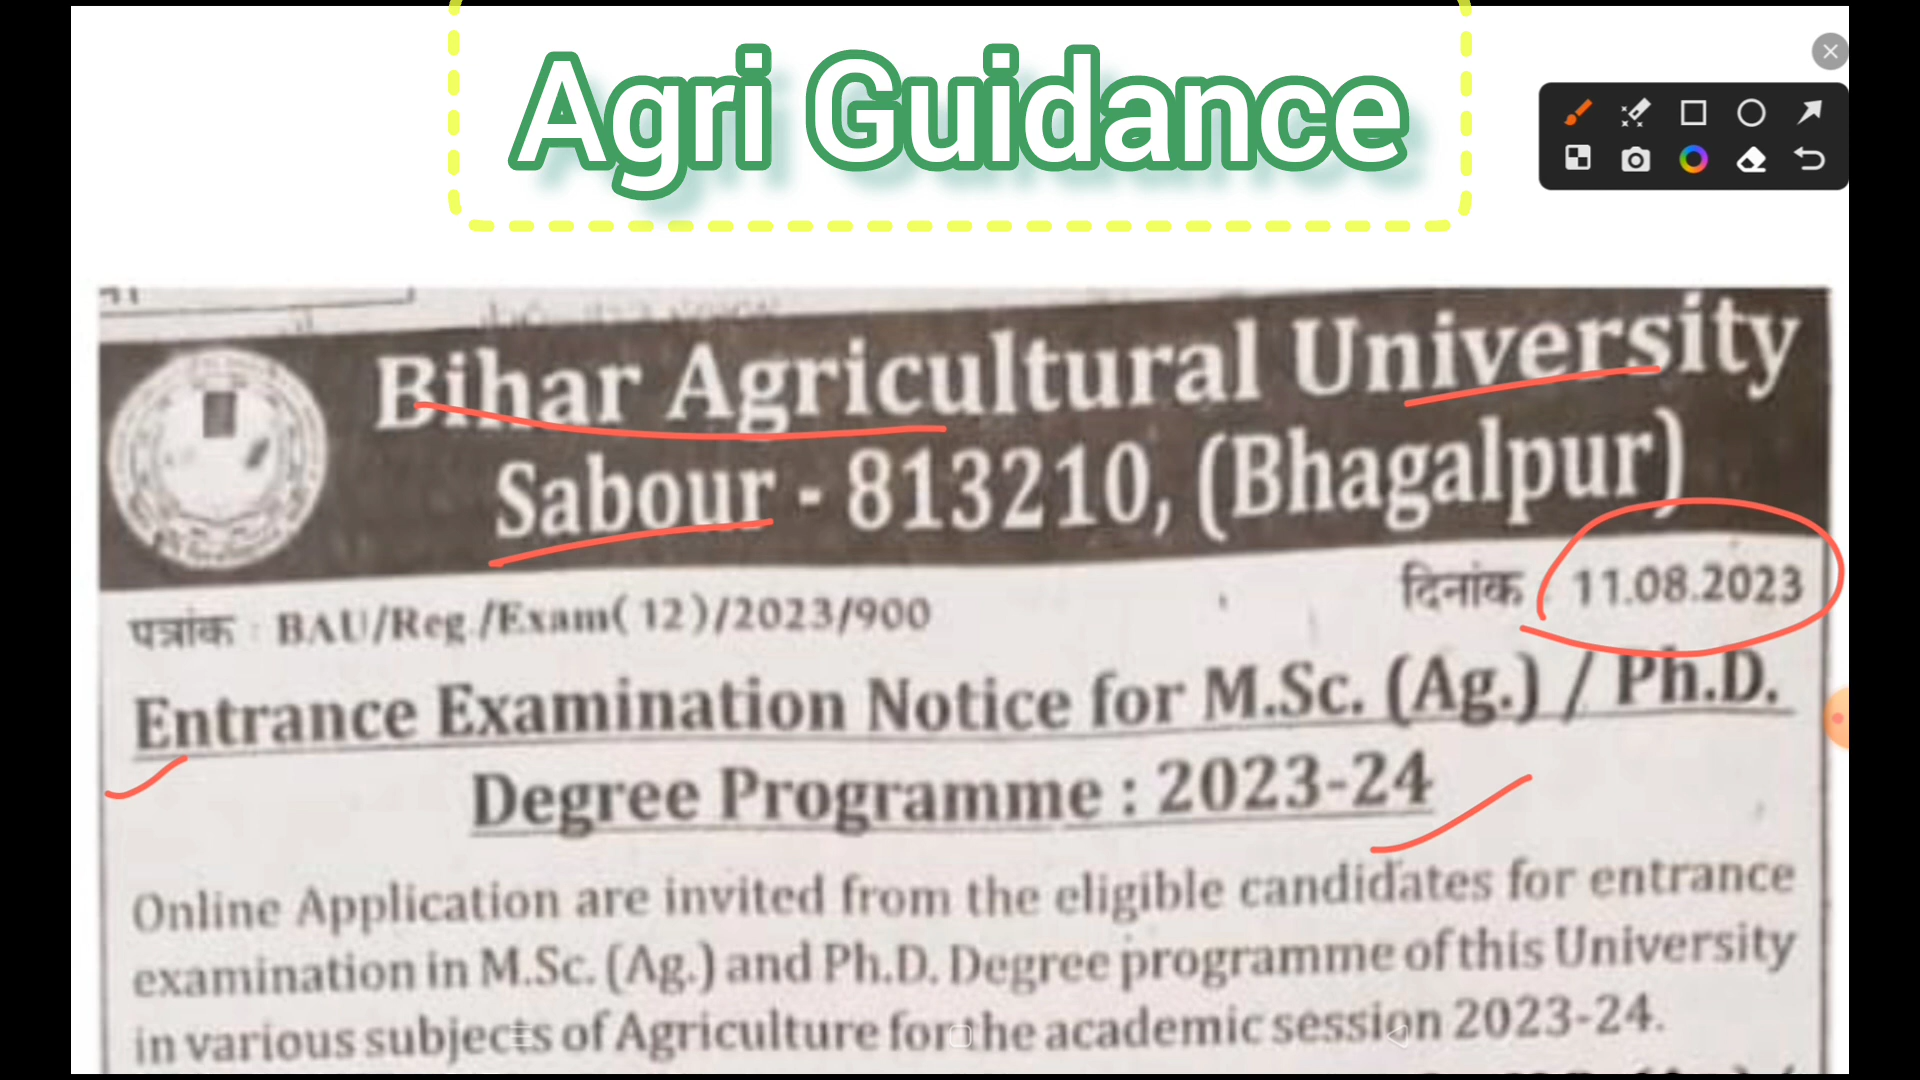 Agri Guidance
Bihar Agricultural University
Sabour - 813210, (Bhagalpur)
पत्रांक : BAU/Reg./Exam(12)/2023/900
दिनांक 11.08.2023
Entrance Examination Notice for M.Sc. (Ag.) / Ph.D.
Degree Programme : 2023-24
Online Application are invited from the eligible candidates for entrance
examination in M.Sc. (Ag.) and Ph.D. Degree programme of this University
in various subjects of Agriculture for the academic session 2023-24.